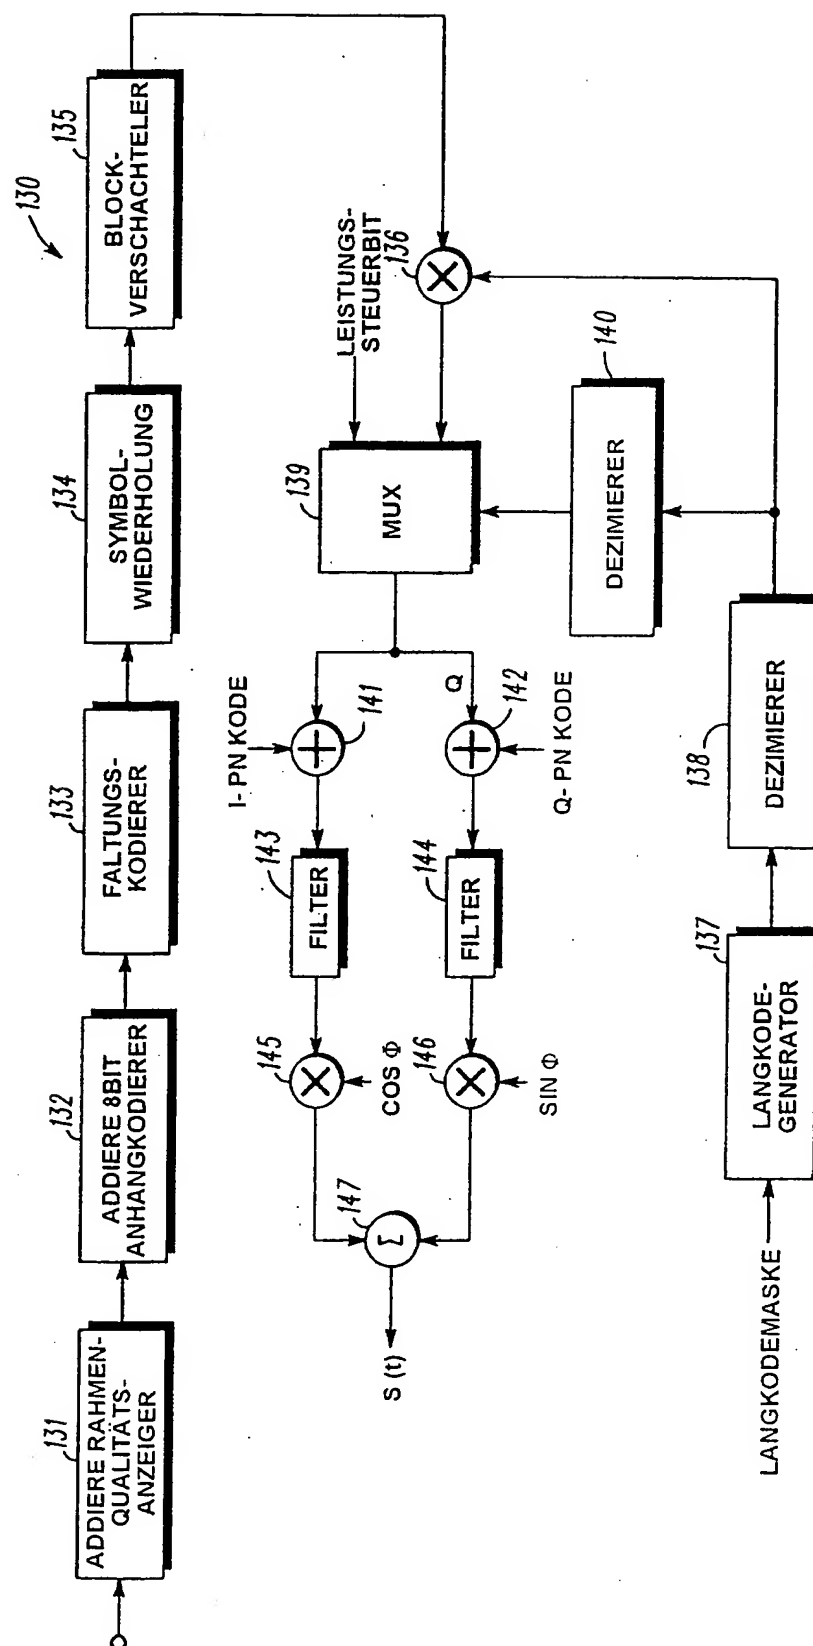 130
131
ADDIERE RAHMEN-
QUALITÄTS-
ANZEIGER
132
ADDIERE 8BIT
ANHANGKODIERER
133
FALTUNGS-
KODIERER
134
SYMBOL-
WIEDERHOLUNG
135
BLOCK-
VERSCHACHTELER
S (t)
147
Σ
145
COS Φ
143
FILTER
I- PN KODE
141
139
MUX
LEISTUNGS-
STEUERBIT
136
146
SIN Φ
144
FILTER
Q
142
Q- PN KODE
140
DEZIMIERER
LANGKODEMASKE
137
LANGKODE-
GENERATOR
138
DEZIMIERER